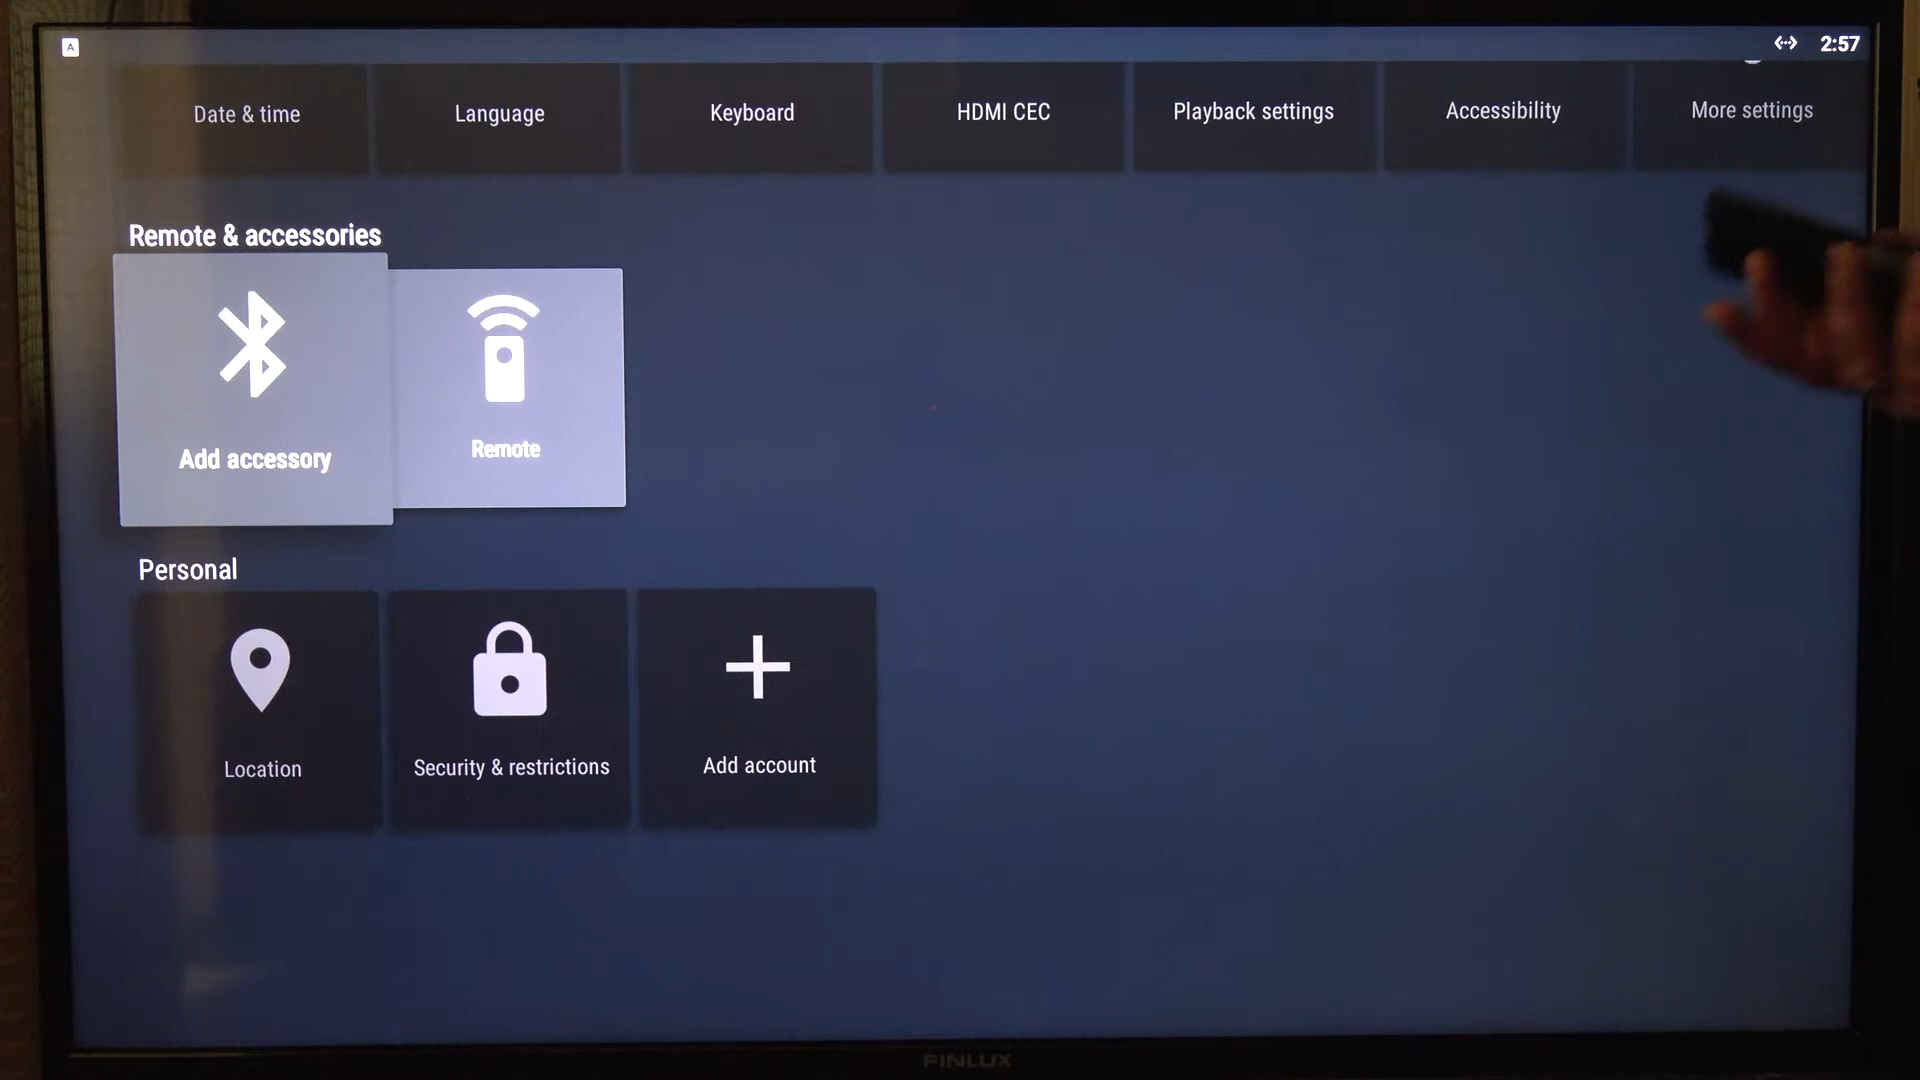 A
2:57
Date & time
Language
Keyboard
HDMI CEC
Playback settings
Accessibility
More settings
Remote & accessories
Add accessory
Remote
Personal
Location
Security & restrictions
Add account
FINLUX